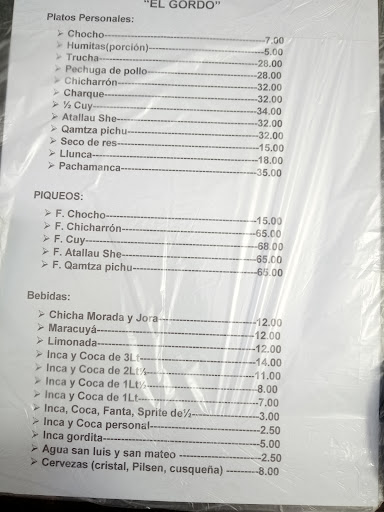 "EL GORDO"
Platos Personales:
➢ Chocho------------------------------------7.00
➢ Humitas(porción)--------------------------5.00
➢ Trucha------------------------------------28.00
➢ Pechuga de pollo--------------------------28.00
➢ Chicharrón--------------------------------32.00
➢ Charque-----------------------------------32.00
➢ ½ Cuy-------------------------------------34.00
➢ Atallau She-------------------------------32.00
➢ Qamtza pichu------------------------------32.00
➢ Seco de res-------------------------------15.00
➢ Llunca------------------------------------18.00
➢ Pachamanca--------------------------------35.00
PIQUEOS:
➢ F. Chocho---------------------------------15.00
➢ F. Chicharrón-----------------------------65.00
➢ F. Cuy------------------------------------68.00
➢ F. Atallau She----------------------------65.00
➢ F. Qamtza pichu---------------------------65.00
Bebidas:
➢ Chicha Morada y Jora----------------------12.00
➢ Maracuyá----------------------------------12.00
➢ Limonada----------------------------------12.00
➢ Inca y Coca de 3Lt------------------------14.00
➢ Inca y Coca de 2Lt½-----------------------11.00
➢ Inca y Coca de 1Lt½-----------------------8.00
➢ Inca y Coca de 1Lt------------------------7.00
➢ Inca, Coca, Fanta, Sprite de½-------------3.00
➢ Inca y Coca personal----------------------2.50
➢ Inca gordita------------------------------5.00
➢ Agua san luis y san mateo ----------------2.50
➢ Cervezas (cristal, Pilsen, cusqueña) --------8.00